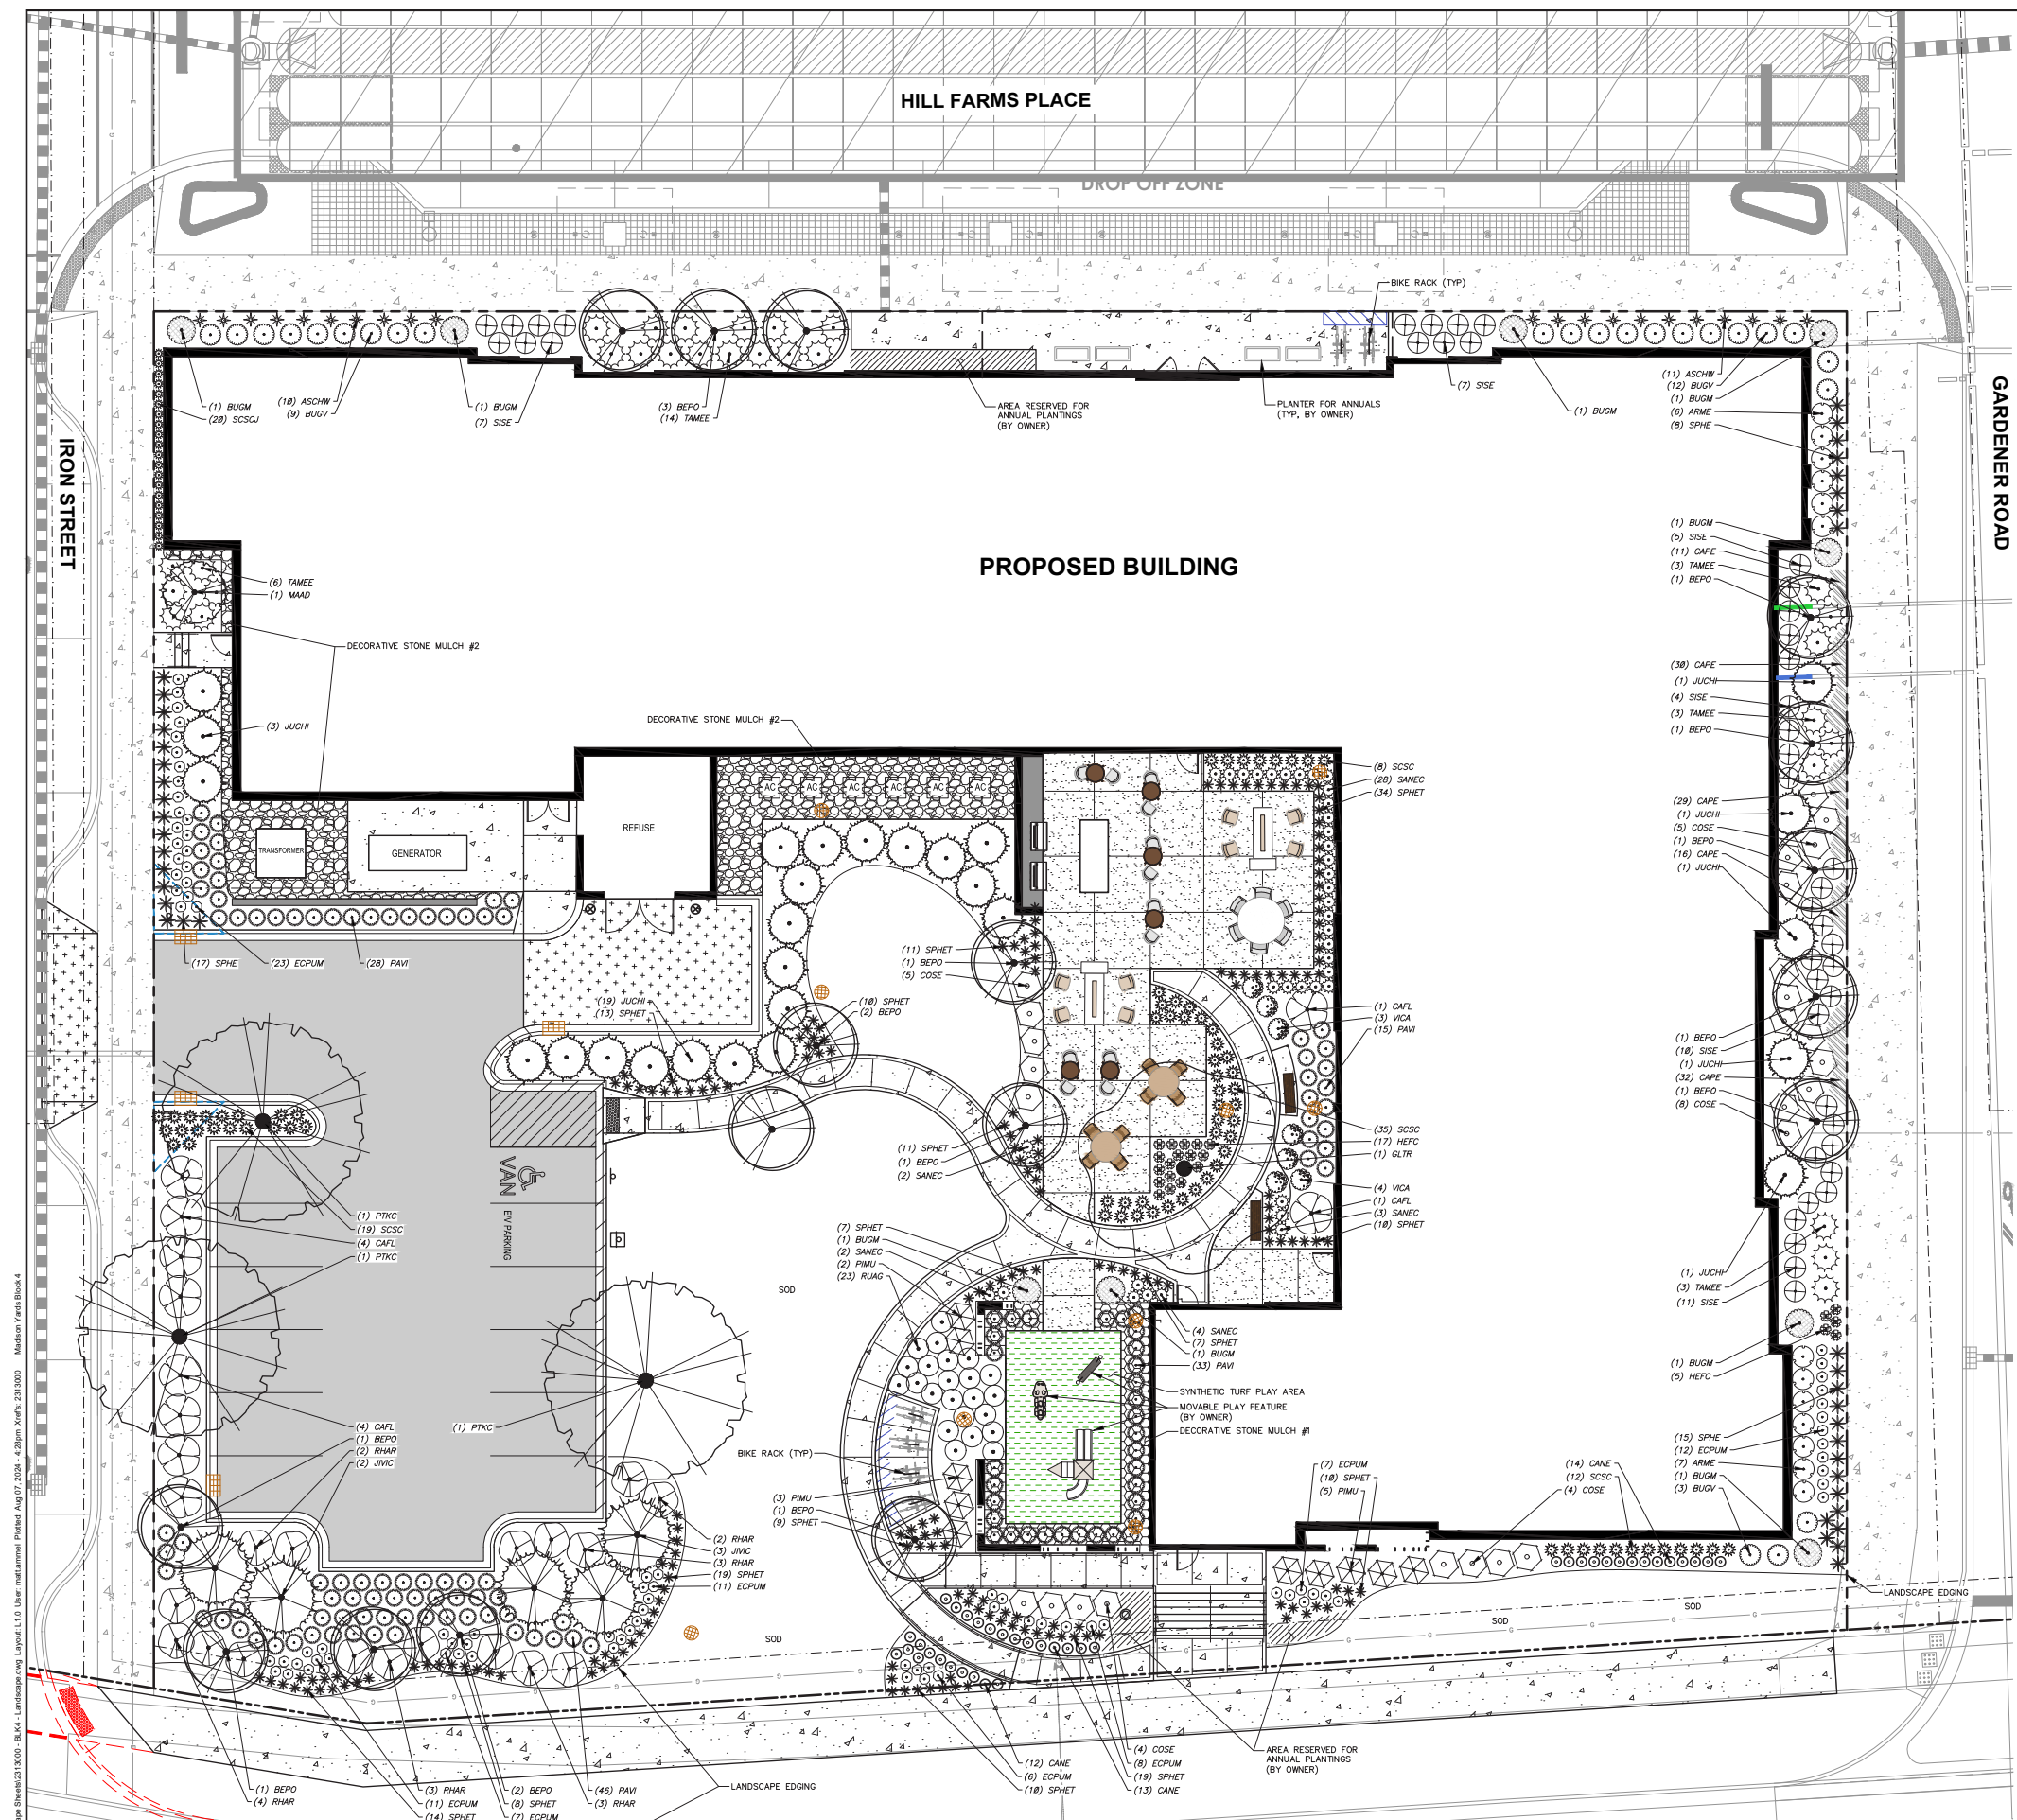 HILL FARMS PLACE
DROP OFF ZONE
BIKE RACK (TYP)
IRON STREET
GARDENER ROAD
(1) BUGM
(20) SCSCJ
(10) ASCHW
(9) BUGV
(1) BUGM
(7) SISE
(3) BEPO
(14) TAMEE
AREA RESERVED FOR
ANNUAL PLANTINGS
(BY OWNER)
PLANTER FOR ANNUALS
(TYP, BY OWNER)
(7) SISE
(1) BUGM
(11) ASCHW
(12) BUGV
(1) BUGM
(6) ARME
(8) SPHE
PROPOSED BUILDING
(1) BUGM
(5) SISE
(11) CAPE
(3) TAMEE
(1) BEPO
(6) TAMEE
(1) MAAD
DECORATIVE STONE MULCH #2
(30) CAPE
(1) JUCHI
(4) SISE
(3) TAMEE
(1) BEPO
(3) JUCHI
DECORATIVE STONE MULCH #2
(8) SCSC
(28) SANEC
(34) SPHET
AC
AC
AC
AC
AC
AC
REFUSE
TRANSFORMER
GENERATOR
(29) CAPE
(1) JUCHI
(5) COSE
(1) BEPO
(16) CAPE
(1) JUCHI
(17) SPHE
(23) ECPUM
(28) PAVI
(11) SPHET
(1) BEPO
(5) COSE
(19) JUCHI
(13) SPHET
(10) SPHET
(2) BEPO
(1) CAFL
(3) VICA
(15) PAVI
(1) BEPO
(10) SISE
(1) JUCHI
(32) CAPE
(1) BEPO
(8) COSE
(11) SPHET
(1) BEPO
(2) SANEC
(35) SCSC
(17) HEFC
(1) GLTR
(4) VICA
(1) CAFL
(3) SANEC
(10) SPHET
VAN
E/V PARKING
(1) PTKC
(19) SCSC
(4) CAFL
(1) PTKC
(7) SPHET
(1) BUGM
(2) SANEC
(2) PIMU
(23) RUAG
SOD
(1) JUCHI
(3) TAMEE
(11) SISE
(4) SANEC
(7) SPHET
(1) BUGM
(33) PAVI
SYNTHETIC TURF PLAY AREA
MOVABLE PLAY FEATURE
(BY OWNER)
DECORATIVE STONE MULCH #1
(1) BUGM
(5) HEFC
(4) CAFL
(1) BEPO
(2) RHAR
(2) JIVIC
(1) PTKC
BIKE RACK (TYP)
(3) PIMU
(1) BEPO
(9) SPHET
(7) ECPUM
(10) SPHET
(5) PIMU
(14) CANE
(12) SCSC
(4) COSE
(15) SPHE
(12) ECPUM
(7) ARME
(1) BUGM
(3) BUGV
(2) RHAR
(3) JIVIC
(3) RHAR
(19) SPHET
(11) ECPUM
LANDSCAPE EDGING
SOD
SOD
SOD
(1) BEPO
(4) RHAR
(3) RHAR
(11) ECPUM
(14) SPHET
(2) BEPO
(8) SPHET
(7) ECPUM
(46) PAVI
(3) RHAR
LANDSCAPE EDGING
(12) CANE
(6) ECPUM
(10) SPHET
(4) COSE
(8) ECPUM
(19) SPHET
(13) CANE
AREA RESERVED FOR
ANNUAL PLANTINGS
(BY OWNER)